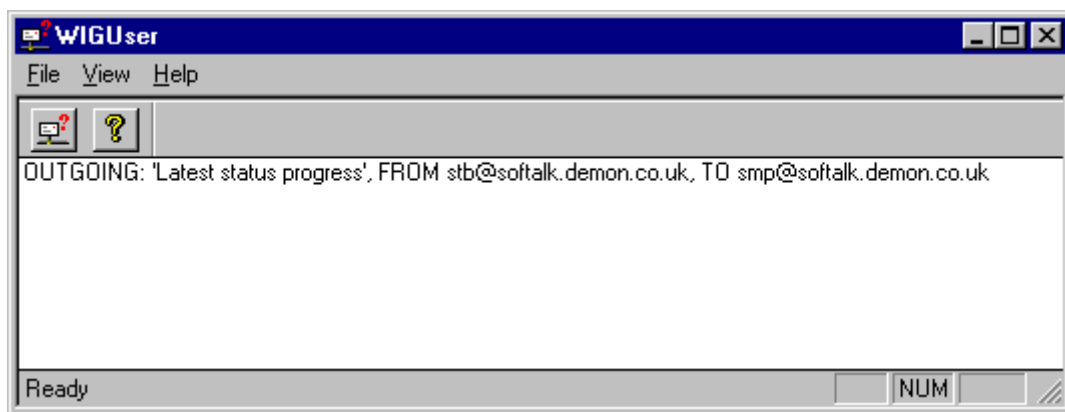 WIGUser
File View Help
OUTGOING: 'Latest status progress', FROM stb@softalk.demon.co.uk, TO smp@softalk.demon.co.uk
Ready NUM